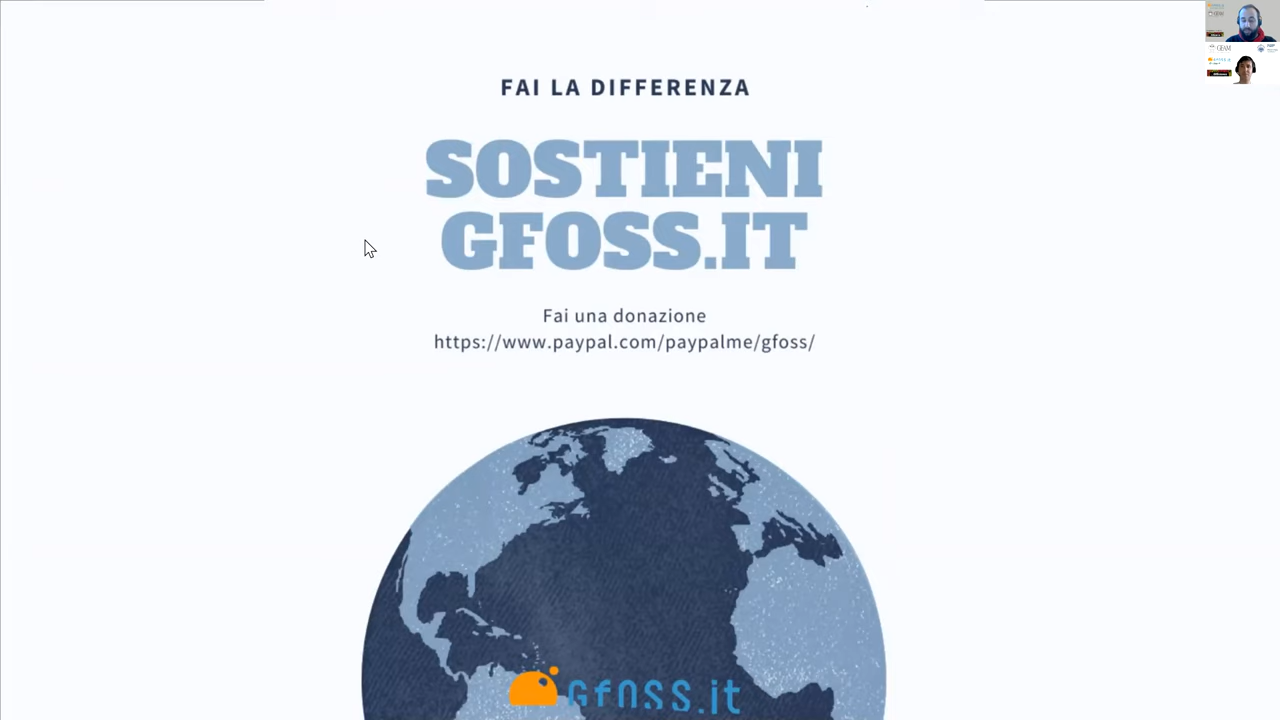 FAI LA DIFFERENZA
SOSTIENI
GFOSS.IT
Fai una donazione
https://www.paypal.com/paypalme/gfoss/
GFOSS.it